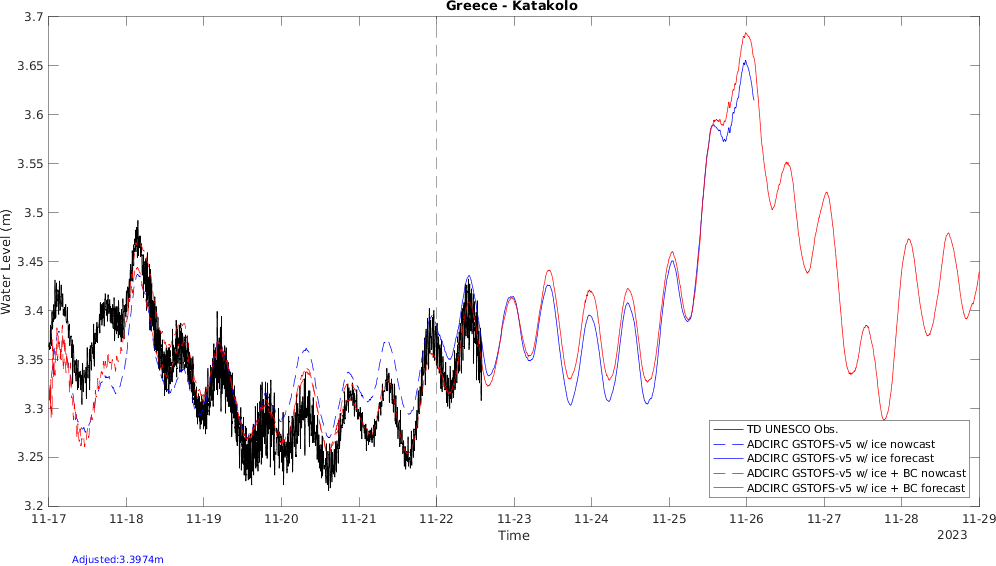 Greece - Katakolo
Water Level (m)
3.7
3.65
3.6
3.55
3.5
3.45
3.4
3.35
3.3
3.25
3.2
11-17 11-18 11-19 11-20 11-21 11-22 11-23 11-24 11-25 11-26 11-27 11-28 11-29
Time
2023
TD UNESCO Obs.
ADCIRC GSTOFS-v5 w/ ice nowcast
ADCIRC GSTOFS-v5 w/ ice forecast
ADCIRC GSTOFS-v5 w/ ice + BC nowcast
ADCIRC GSTOFS-v5 w/ ice + BC forecast
Adjusted:3.3974m